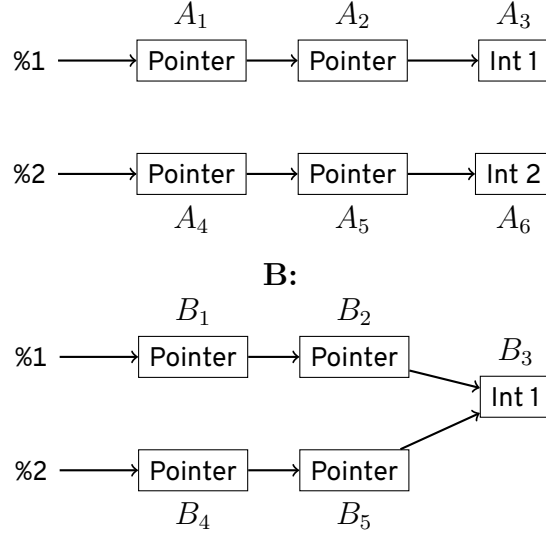 A1 A2 A3
%1 Pointer Pointer Int 1
%2 Pointer Pointer Int 2
A4 A5 A6
B:
B1 B2
B3
%1 Pointer Pointer
Int 1
%2 Pointer Pointer
B4 B5